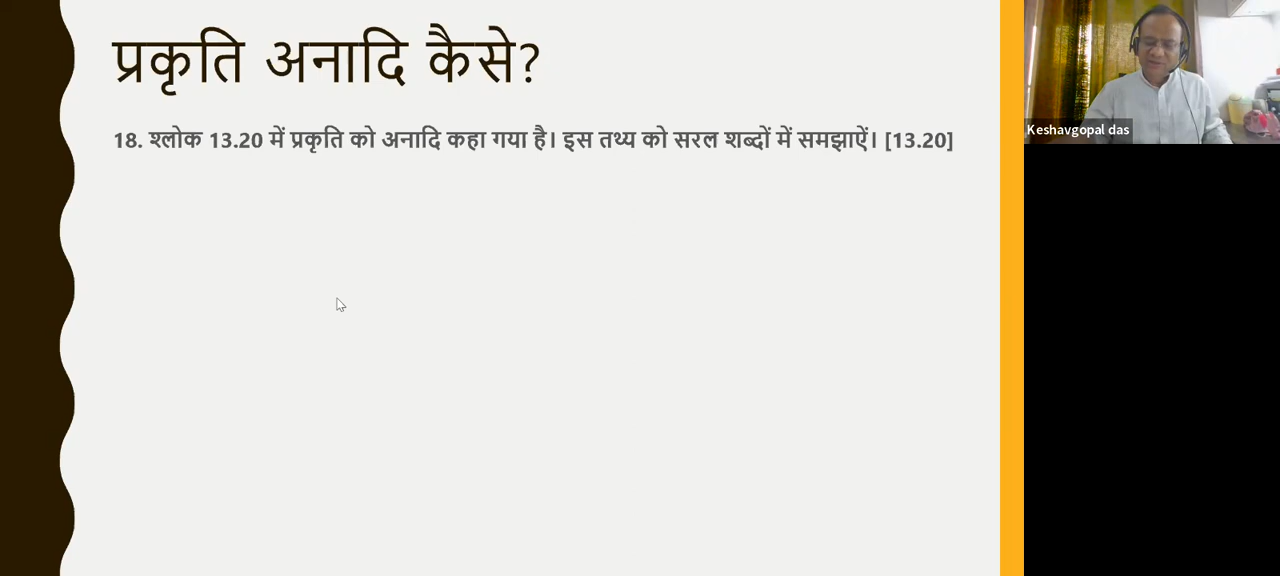 प्रकृति अनादि कैसे?
18. श्लोक 13.20 में प्रकृति को अनादि कहा गया है। इस तथ्य को सरल शब्दों में समझाऐं। [13.20]
Keshavgopal das